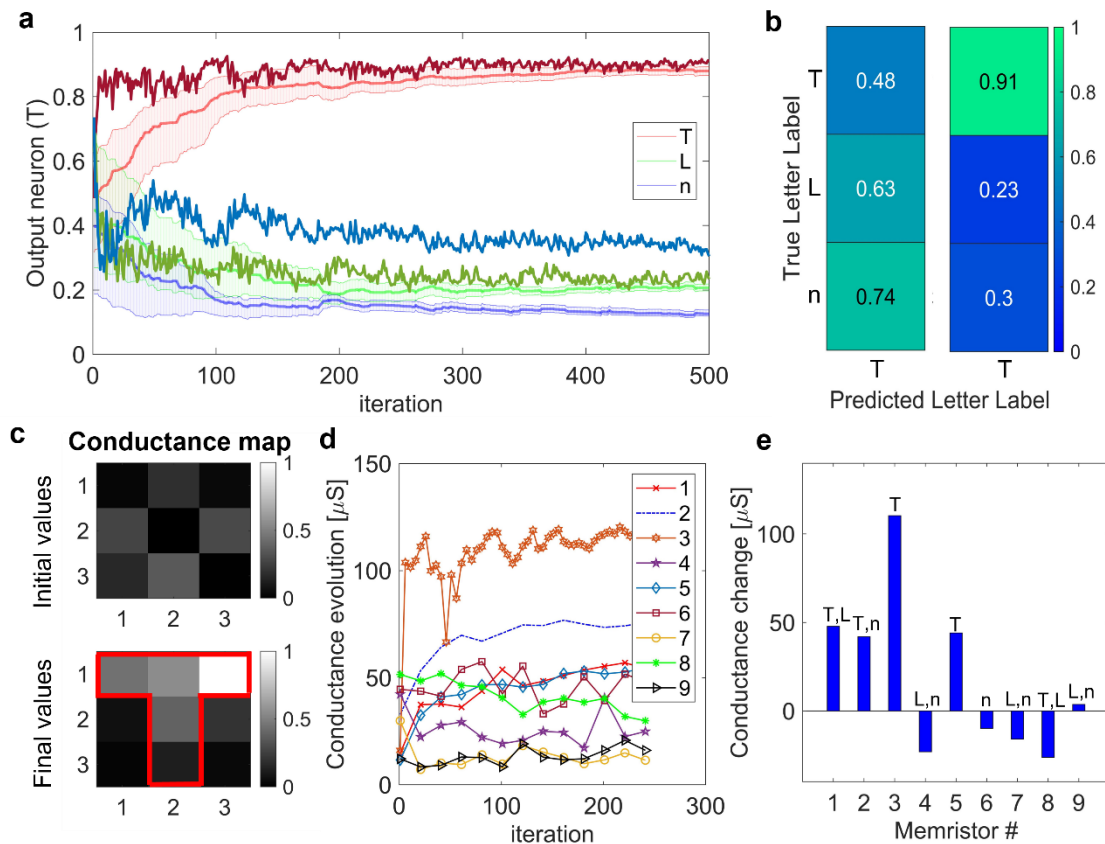 a
Output neuron (T)
1
0.8
0.6
0.4
0.2
0
0 100 200 300 400 500
iteration
T
L
n
b
True Letter Label
T
L
n
0.48
0.63
0.74
0.91
0.23
0.3
T T
Predicted Letter Label
1
0.8
0.6
0.4
0.2
0
c
Conductance map
Initial values
1
2
3
1 2 3
1
0.5
0
Final values
1
2
3
1 2 3
1
0.5
0
d
Conductance evolution [μS]
150
100
50
0
0 100 200 300
iteration
1
2
3
4
5
6
7
8
9
e
Conductance change [μS]
100
50
0
T,L
T,n
T
L,n
T
n
L,n
T,L
L,n
1 2 3 4 5 6 7 8 9
Memristor #